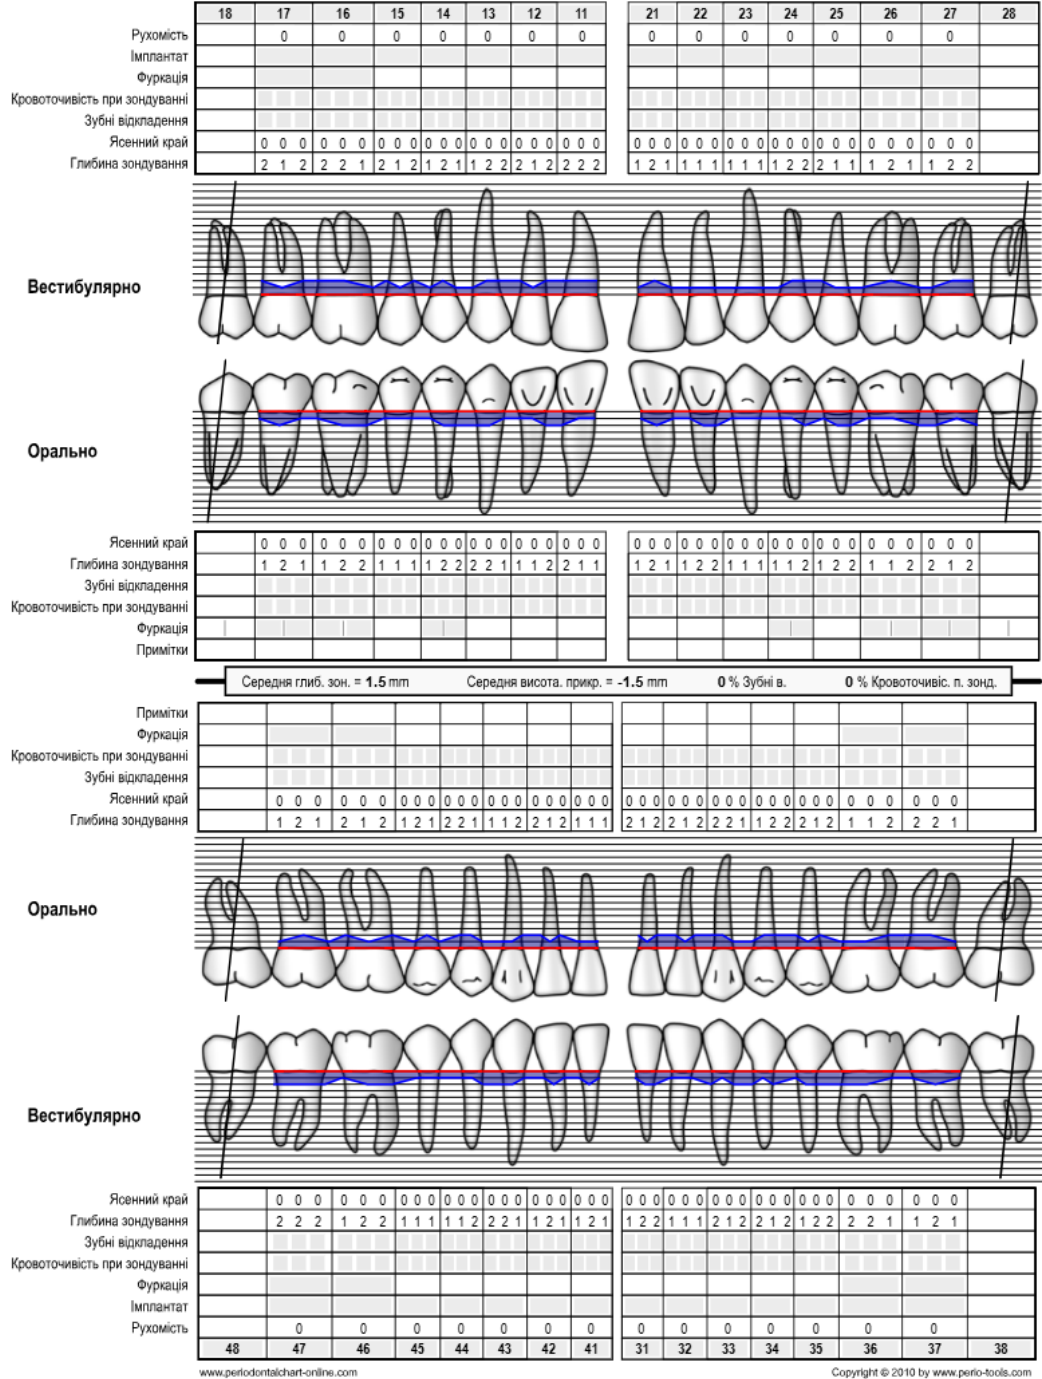 18 17 16 15 14 13 12 11 21 22 23 24 25 26 27 28
Рухомість 0 0 0 0 0 0 0 0 0 0 0 0 0 0
Імплантат
Фуркація
Кровоточивість при зондуванні
Зубні відкладення
Ясенний край 0 0 0 0 0 0 0 0 0 0 0 0 0 0 0 0 0 0 0 0 0 0 0 0 0 0 0 0 0 0 0 0 0 0 0 0 0 0 0 0 0 0
Глибина зондування 2 1 2 2 2 1 2 1 2 1 2 1 1 2 2 2 1 2 2 2 2 1 2 1 1 1 1 1 1 1 1 2 2 2 1 1 1 2 1 1 2 2
Вестибулярно
Орально
Ясенний край 0 0 0 0 0 0 0 0 0 0 0 0 0 0 0 0 0 0 0 0 0 0 0 0 0 0 0 0 0 0 0 0 0 0 0 0 0 0 0 0 0 0
Глибина зондування 1 2 1 1 2 2 1 1 1 1 2 2 2 2 1 1 1 2 2 1 1 1 2 1 1 2 2 1 1 1 1 1 2 1 2 2 1 1 2 2 1 2
Зубні відкладення
Кровоточивість при зондуванні
Фуркація
Примітки
Середня глиб. зон. = 1.5 mm Середня висота. прикр. = -1.5 mm 0 % Зубні в. 0 % Кровоточивіс. п. зонд.
Примітки
Фуркація
Кровоточивість при зондуванні
Зубні відкладення
Ясенний край 0 0 0 0 0 0 0 0 0 0 0 0 0 0 0 0 0 0 0 0 0 0 0 0 0 0 0 0 0 0 0 0 0 0 0 0 0 0 0 0 0 0
Глибина зондування 1 2 1 2 1 2 1 2 1 2 2 1 1 1 2 2 1 2 1 1 1 2 1 2 2 1 2 2 2 1 1 2 2 2 1 2 1 1 2 2 2 1
Орально
Вестибулярно
Ясенний край 0 0 0 0 0 0 0 0 0 0 0 0 0 0 0 0 0 0 0 0 0 0 0 0 0 0 0 0 0 0 0 0 0 0 0 0 0 0 0 0 0 0
Глибина зондування 2 2 2 1 2 2 1 1 1 1 1 2 2 2 1 1 2 1 1 2 1 1 2 2 1 1 1 2 1 2 2 1 2 1 2 2 2 2 1 1 2 1
Зубні відкладення
Кровоточивість при зондуванні
Фуркація
Імплантат
Рухомість 0 0 0 0 0 0 0 0 0 0 0 0 0 0
48 47 46 45 44 43 42 41 31 32 33 34 35 36 37 38
www.periodontalchart-online.com Copyright © 2010 by www.perio-tools.com